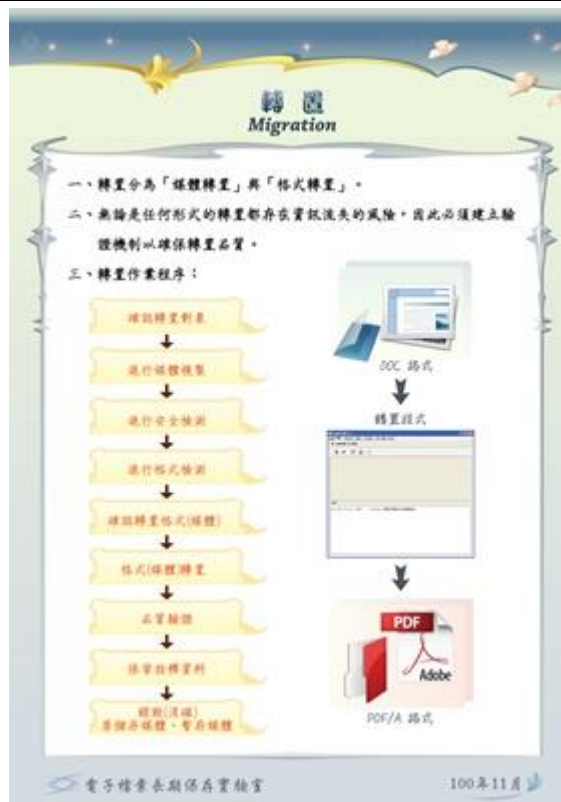 轉置
Migration
一、轉置分為「媒體轉置」與「格式轉置」。
二、無論是任何形式的轉置都存在資訊流失的風險，因此必須建立驗
證機制以確保轉置品質。
三、轉置作業程序：
確認轉置對象
進行媒體複製
進行安全檢測
進行格式檢測
確認轉置格式(媒體)
格式(媒體)轉置
品質驗證
DOC 格式
轉置程式
PDF
Adobe
PDF/A 格式
電子檔案長期保存實驗室
100年11月